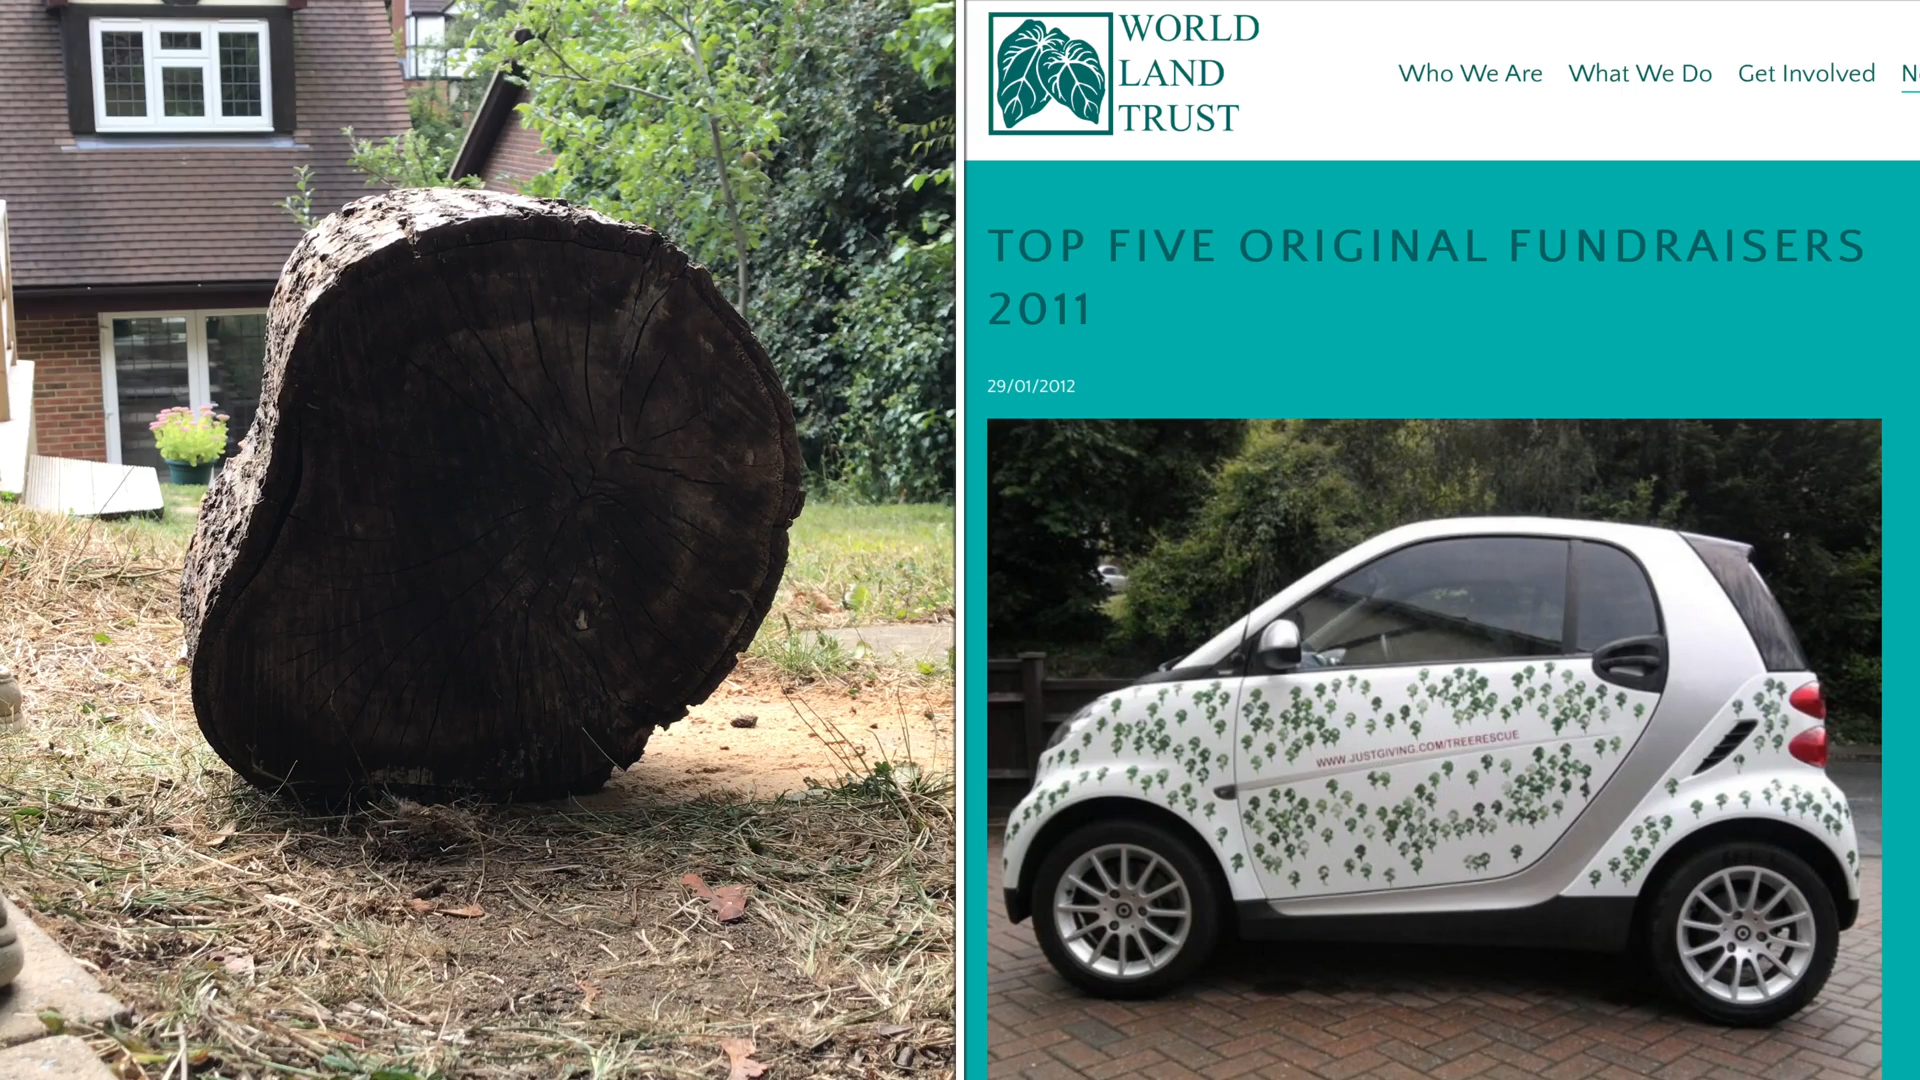 WORLD
LAND
TRUST
Who We Are What We Do Get Involved
TOP FIVE ORIGINAL FUNDRAISERS
2011
29/01/2012
WWW.JUSTGIVING.COM/TREERESCUE